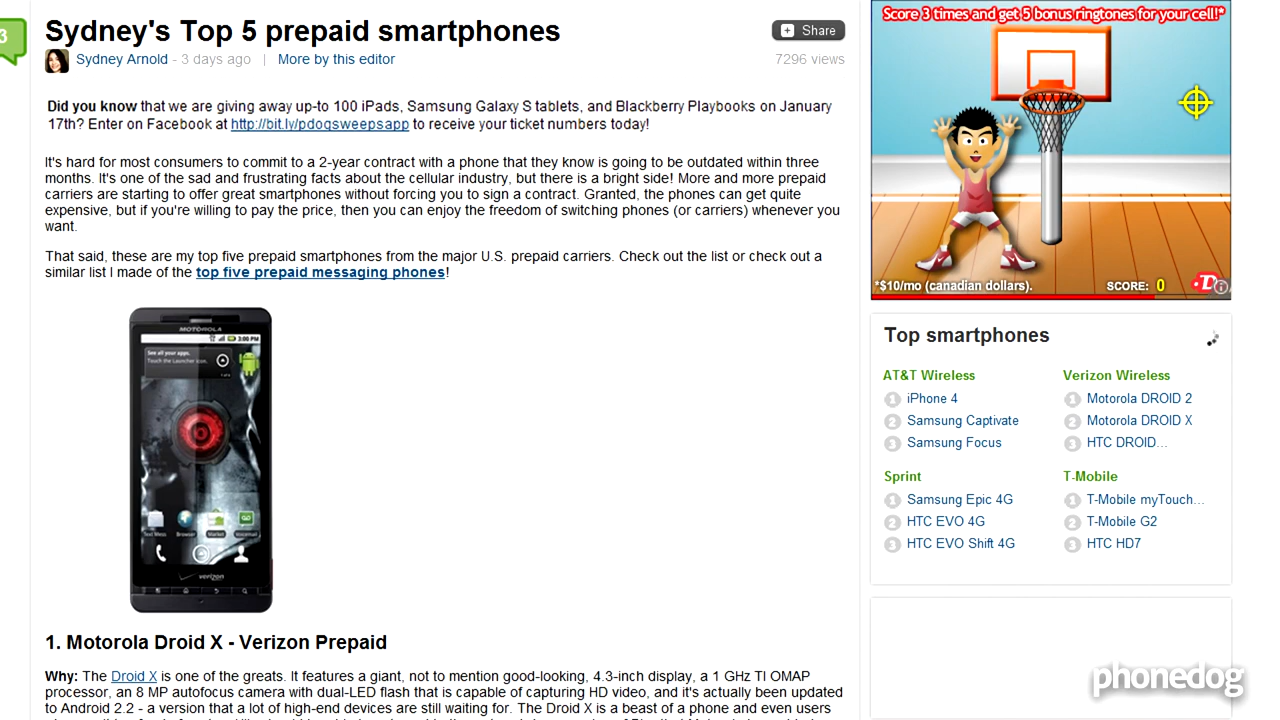 3
Sydney's Top 5 prepaid smartphones
Share
Sydney Arnold - 3 days ago | More by this editor
7296 views
Did you know that we are giving away up-to 100 iPads, Samsung Galaxy S tablets, and Blackberry Playbooks on January
17th? Enter on Facebook at http://bit.ly/pdogsweepsapp to receive your ticket numbers today!
It's hard for most consumers to commit to a 2-year contract with a phone that they know is going to be outdated within three
months. It's one of the sad and frustrating facts about the cellular industry, but there is a bright side! More and more prepaid
carriers are starting to offer great smartphones without forcing you to sign a contract. Granted, the phones can get quite
expensive, but if you're willing to pay the price, then you can enjoy the freedom of switching phones (or carriers) whenever you
want.
That said, these are my top five prepaid smartphones from the major U.S. prepaid carriers. Check out the list or check out a
similar list I made of the top five prepaid messaging phones!
MOTOROLA
3:00 PM
See all your apps.
Touch the Launcher icon.
Text Mess
Browser
Market
Voicemail
verizon
1. Motorola Droid X - Verizon Prepaid
Why: The Droid X is one of the greats. It features a giant, not to mention good-looking, 4.3-inch display, a 1 GHz TI OMAP
processor, an 8 MP autofocus camera with dual-LED flash that is capable of capturing HD video, and it's actually been updated
to Android 2.2 - a version that a lot of high-end devices are still waiting for. The Droid X is a beast of a phone and even users
Score 3 times and get 5 bonus ringtones for your cell!*
*$10/mo (canadian dollars).
SCORE: 0
Top smartphones
AT&T Wireless
1 iPhone 4
2 Samsung Captivate
3 Samsung Focus
Verizon Wireless
1 Motorola DROID 2
2 Motorola DROID X
3 HTC DROID...
Sprint
1 Samsung Epic 4G
2 HTC EVO 4G
3 HTC EVO Shift 4G
T-Mobile
1 T-Mobile myTouch...
2 T-Mobile G2
3 HTC HD7
phonedog